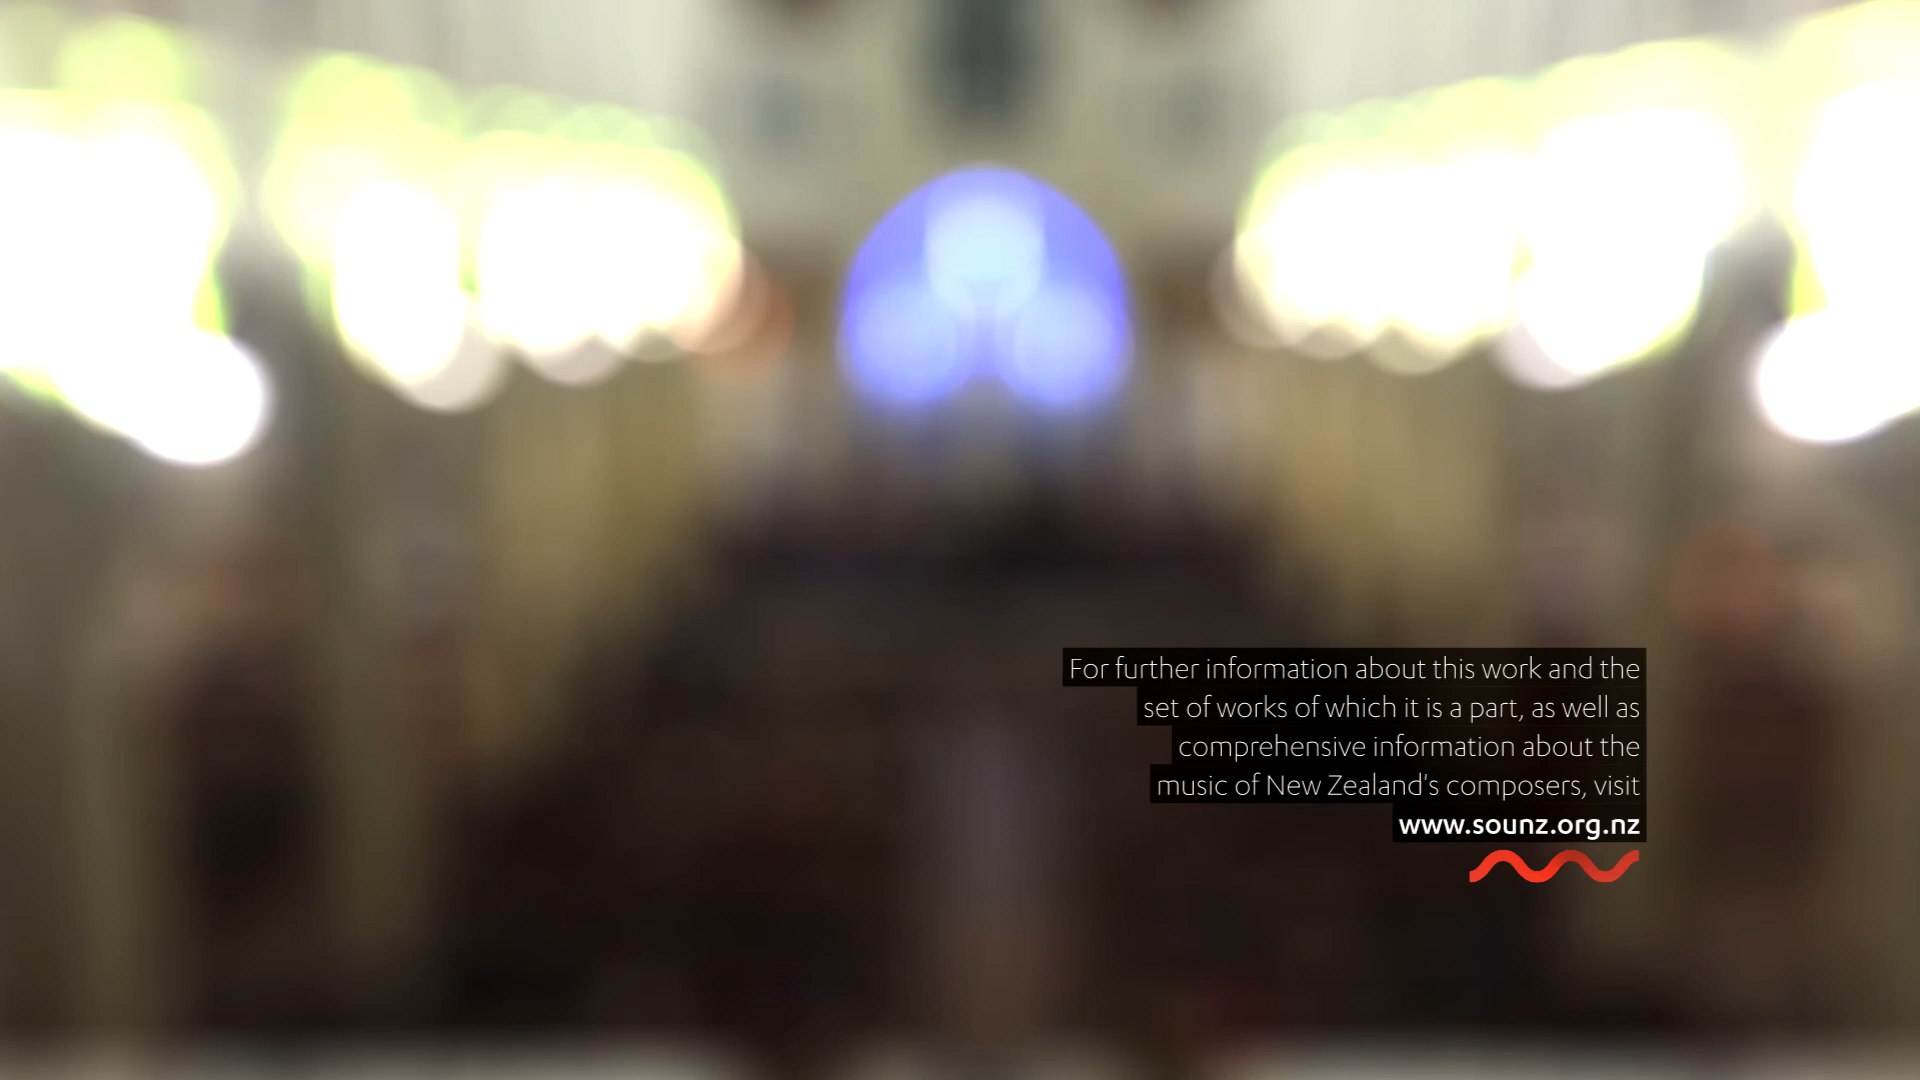 For further information about this work and the
set of works of which it is a part, as well as
comprehensive information about the
music of New Zealand's composers, visit
www.sounz.org.nz